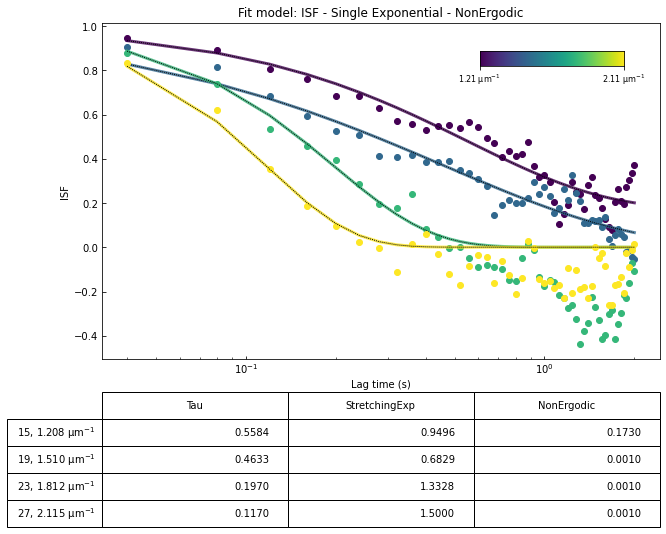 Fit model: ISF - Single Exponential - NonErgodic
1.0
0.8
0.6
0.4
0.2
0.0
−0.2
−0.4
ISF
1.21 μm⁻¹ 2.11 μm⁻¹
10⁻¹ 10⁰
Lag time (s)
Tau StretchingExp NonErgodic
15, 1.208 μm⁻¹ 0.5584 0.9496 0.1730
19, 1.510 μm⁻¹ 0.4633 0.6829 0.0010
23, 1.812 μm⁻¹ 0.1970 1.3328 0.0010
27, 2.115 μm⁻¹ 0.1170 1.5000 0.0010